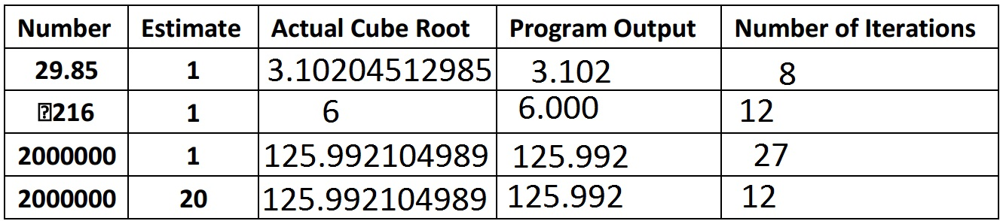 Number Estimate Actual Cube Root Program Output Number of Iterations
29.85 1 3.10204512985 3.102 8
⍰216 1 6 6.000 12
2000000 1 125.992104989 125.992 27
2000000 20 125.992104989 125.992 12